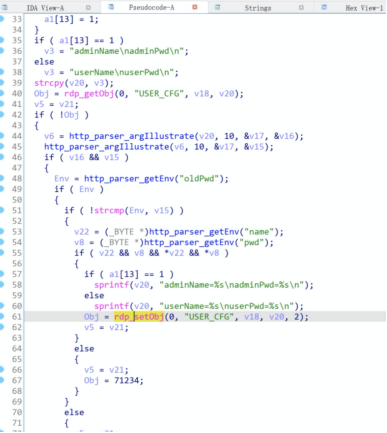 IDA View-A Pseudocode-A Strings Hex View-1
33 a1[13] = 1;
34 }
35 if ( a1[13] == 1 )
36 v3 = "adminName\nadminPwd\n";
37 else
38 v3 = "userName\nuserPwd\n";
39 strcpy(v20, v3);
40 Obj = rdp_getObj(0, "USER_CFG", v18, v20);
41 v5 = v21;
42 if ( !Obj )
43 {
44 v6 = http_parser_argIllustrate(v20, 10, &v17, &v16);
45 http_parser_argIllustrate(v6, 10, &v17, &v15);
46 if ( v16 && v15 )
47 {
48 Env = http_parser_getEnv("oldPwd");
49 if ( Env )
50 {
51 if ( !strcmp(Env, v15) )
52 {
53 v22 = (_BYTE *)http_parser_getEnv("name");
54 v8 = (_BYTE *)http_parser_getEnv("pwd");
55 if ( v22 && v8 && *v22 && *v8 )
56 {
57 if ( a1[13] == 1 )
58 sprintf(v20, "adminName=%s\nadminPwd=%s\n");
59 else
60 sprintf(v20, "userName=%s\nuserPwd=%s\n");
61 Obj = rdp_setObj(0, "USER_CFG", v18, v20, 2);
62 v5 = v21;
63 }
64 else
65 {
66 v5 = v21;
67 Obj = 71234;
68 }
69 }
70 else
71 {